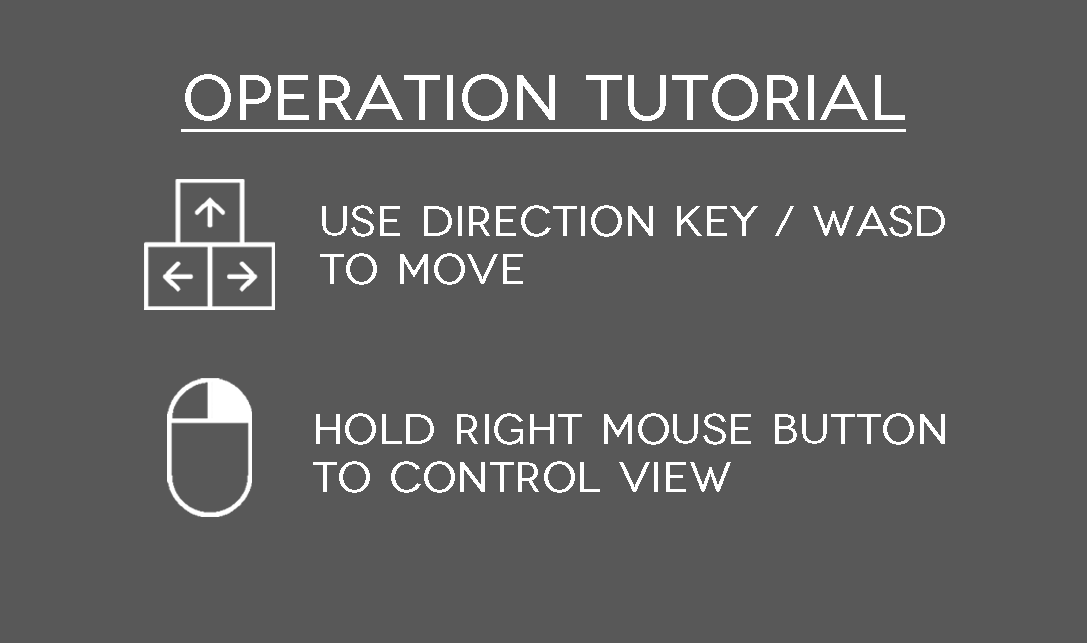 OPERATION TUTORIAL
USE DIRECTION KEY / WASD
TO MOVE
HOLD RIGHT MOUSE BUTTON
TO CONTROL VIEW